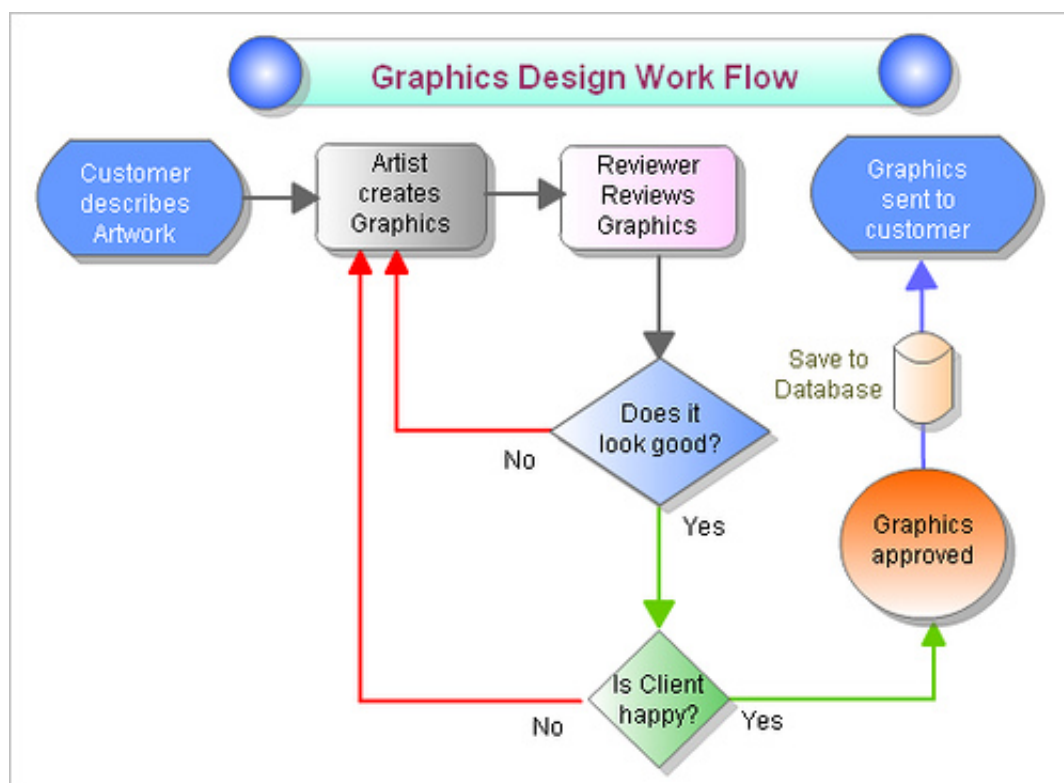 Graphics Design Work Flow
Customer
describes
Artwork
Artist
creates
Graphics
Reviewer
Reviews
Graphics
Graphics
sent to
customer
Save to
Database
Does it
look good?
No
Yes
Graphics
approved
Is Client
happy?
No
Yes